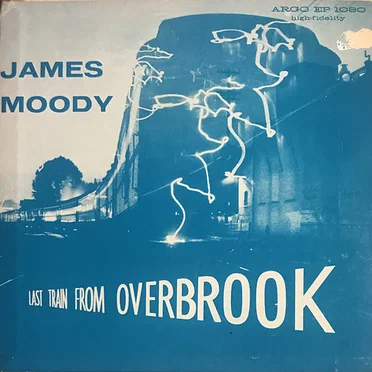 ARGO EP 1080
high-fidelity
JAMES
MOODY
LAST TRAIN FROM OVERBROOK